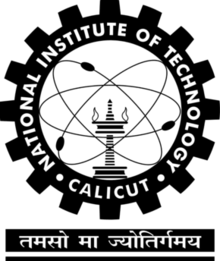 NATIONAL INSTITUTE OF TECHNOLOGY
• CALICUT •
तमसो मा ज्योतिर्गमय